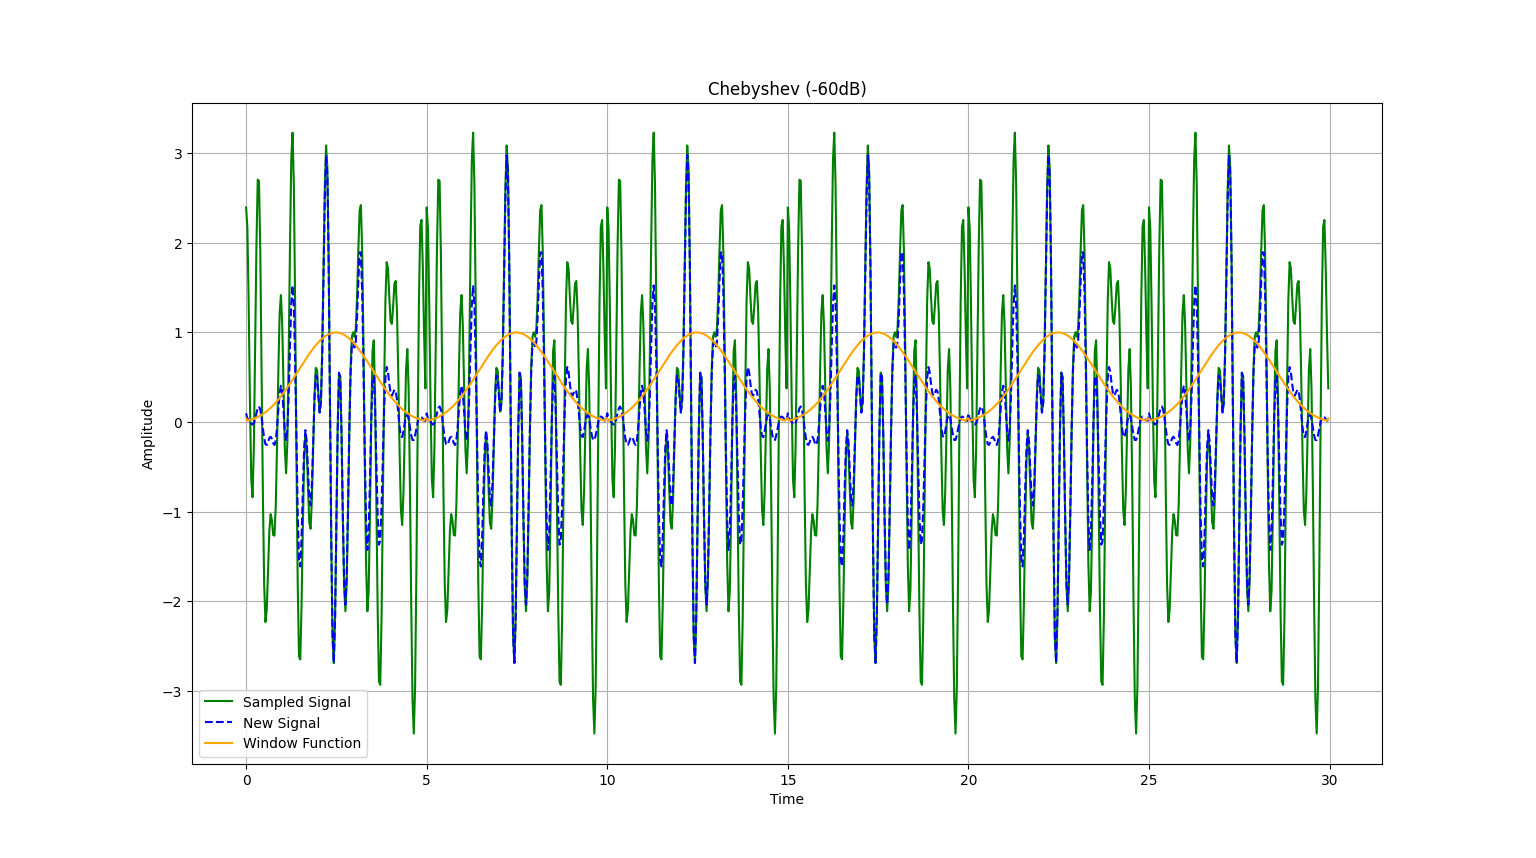 Chebyshev (-60dB)
Amplitude
3
2
1
0
−1
−2
−3
Sampled Signal
New Signal
Window Function
0 5 10 15 20 25 30
Time